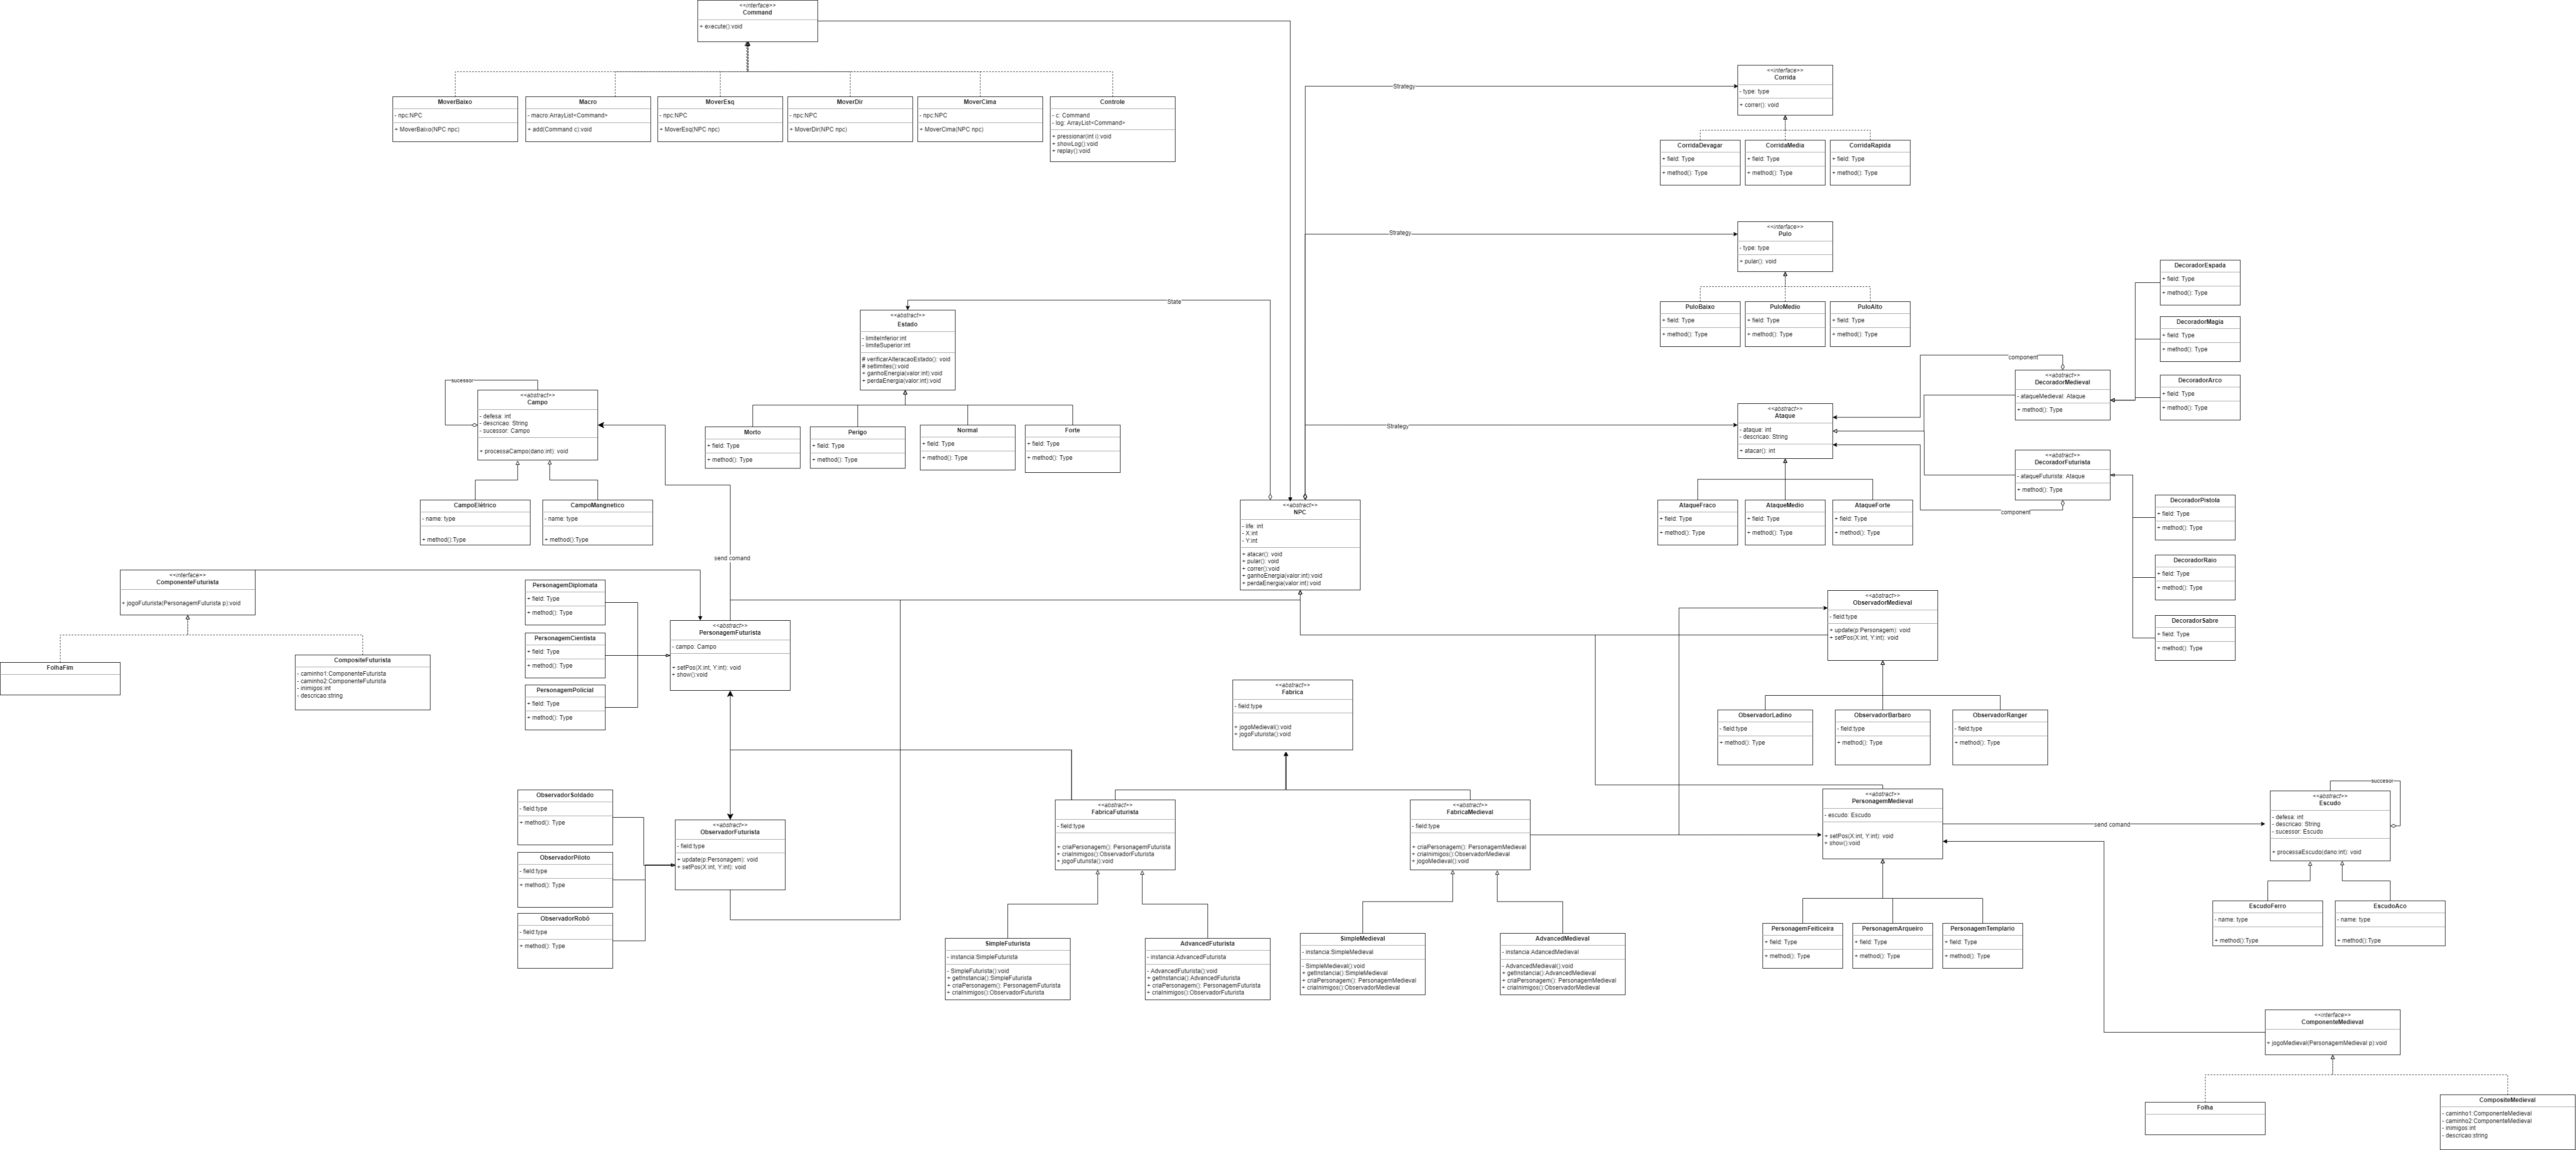 <<interface>>
Command
+ execute():void
MoverBaixo
- npc:NPC
+ MoverBaixo(NPC npc)
Macro
- macro:ArrayList<Command>
+ add(Command c):void
MoverEsq
- npc:NPC
+ MoverEsq(NPC npc)
MoverDir
- npc:NPC
+ MoverDir(NPC npc)
MoverCima
- npc:NPC
+ MoverCima(NPC npc)
Controle
- c: Command
- log: ArrayList<Command>
+ pressionar(int i):void
+ showLog():void
+ replay():void
Strategy
<<interface>>
Corrida
- type: type
+ correr(): void
CorridaDevagar
+ field: Type
+ method(): Type
CorridaMedia
+ field: Type
+ method(): Type
CorridaRapida
+ field: Type
+ method(): Type
Strategy
<<interface>>
Pulo
- type: type
+ pular(): void
PuloBaixo
+ field: Type
+ method(): Type
PuloMedio
+ field: Type
+ method(): Type
PuloAlto
+ field: Type
+ method(): Type
State
<<abstract>>
Estado
- limiteInferior:int
- limiteSuperior:int
# verificarAlteracaoEstado(): void
# setlimites():void
+ ganhoEnergia(valor:int):void
+ perdaEnergia(valor:int):void
Morto
+ field: Type
+ method(): Type
Perigo
+ field: Type
+ method(): Type
Normal
+ field: Type
+ method(): Type
Forte
+ field: Type
+ method(): Type
sucessor
<<abstract>>
Campo
- defesa: int
- descricao: String
- sucessor: Campo
+ processaCampo(dano:int): void
CampoElétrico
- name: type
+ method():Type
CampoMangnetico
- name: type
+ method():Type
send comand
Strategy
<<abstract>>
Ataque
- ataque: int
- descricao: String
+ atacar(): int
AtaqueFraco
+ field: Type
+ method(): Type
AtaqueMedio
+ field: Type
+ method(): Type
AtaqueForte
+ field: Type
+ method(): Type
component
<<abstract>>
DecoradorMedieval
- ataqueMedieval: Ataque
+ method(): Type
DecoradorEspada
+ field: Type
+ method(): Type
DecoradorMagia
+ field: Type
+ method(): Type
DecoradorArco
+ field: Type
+ method(): Type
<<abstract>>
DecoradorFuturista
- ataqueFuturista: Ataque
+ method(): Type
component
DecoradorPistola
+ field: Type
+ method(): Type
DecoradorRaio
+ field: Type
+ method(): Type
DecoradorSabre
+ field: Type
+ method(): Type
<<abstract>>
NPC
- life: int
- X:int
- Y:int
+ atacar(): void
+ pular(): void
+ correr():void
+ ganhoEnergia(valor:int):void
+ perdaEnergia(valor:int):void
<<interface>>
ComponenteFuturista
+ jogoFuturista(PersonagemFuturista p):void
FolhaFim
CompositeFuturista
- caminho1:ComponenteFuturista
- caminho2:ComponenteFuturista
- inimigos:int
- descricao:string
PersonagemDiplomata
+ field: Type
+ method(): Type
PersonagemCientista
+ field: Type
+ method(): Type
PersonagemPolicial
+ field: Type
+ method(): Type
<<abstract>>
PersonagemFuturista
- campo: Campo
+ setPos(X:int, Y:int): void
+ show():void
<<abstract>>
ObservadorMedieval
- field:type
+ update(p:Personagem): void
+ setPos(X:int, Y:int): void
ObservadorLadino
- field:type
+ method(): Type
ObservadorBarbaro
- field:type
+ method(): Type
ObservadorRanger
- field:type
+ method(): Type
<<abstract>>
Fabrica
- field:type
+ jogoMedieval():void
+ jogoFuturista():void
ObservadorSoldado
- field:type
+ method(): Type
ObservadorPiloto
- field:type
+ method(): Type
ObservadorRobô
- field:type
+ method(): Type
<<abstract>>
ObservadorFuturista
- field:type
+ update(p:Personagem): void
+ setPos(X:int, Y:int): void
<<abstract>>
FabricaFuturista
- field:type
+ criaPersonagem(): PersonagemFuturista
+ criaInimigos():ObservadorFuturista
+ jogoFuturista():void
<<abstract>>
FabricaMedieval
- field:type
+ criaPersonagem(): PersonagemMedieval
+ criaInimigos():ObservadorMedieval
+ jogoMedieval():void
SimpleFuturista
- instancia:SimpleFuturista
- SimpleFuturista():void
+ getInstancia():SimpleFuturista
+ criaPersonagem(): PersonagemFuturista
+ criaInimigos():ObservadorFuturista
AdvancedFuturista
- instancia:AdvancedFuturista
- AdvancedFuturista():void
+ getInstancia():AdvancedFuturista
+ criaPersonagem(): PersonagemFuturista
+ criaInimigos():ObservadorFuturista
SimpleMedieval
- instancia:SimpleMedieval
- SimpleMedieval():void
+ getInstancia():SimpleMedieval
+ criaPersonagem(): PersonagemMedieval
+ criaInimigos():ObservadorMedieval
AdvancedMedieval
- instancia:AdancedMedieval
- AdvancedMedieval():void
+ getInstancia():AdvancedMedieval
+ criaPersonagem(): PersonagemMedieval
+ criaInimigos():ObservadorMedieval
<<abstract>>
PersonagemMedieval
- escudo: Escudo
+ setPos(X:int, Y:int): void
+ show():void
PersonagemFeiticeira
+ field: Type
+ method(): Type
PersonagemArqueiro
+ field: Type
+ method(): Type
PersonagemTemplario
+ field: Type
+ method(): Type
send comand
succesor
<<abstract>>
Escudo
- defesa: int
- descricao: String
- sucessor: Escudo
+ processaEscudo(dano:int): void
EscudoFerro
- name: type
+ method():Type
EscudoAco
- name: type
+ method():Type
<<interface>>
ComponenteMedieval
+ jogoMedieval(PersonagemMedieval p):void
Folha
CompositeMedieval
- caminho1:ComponenteMedieval
- caminho2:ComponenteMedieval
- inimigos:int
- descricao:string